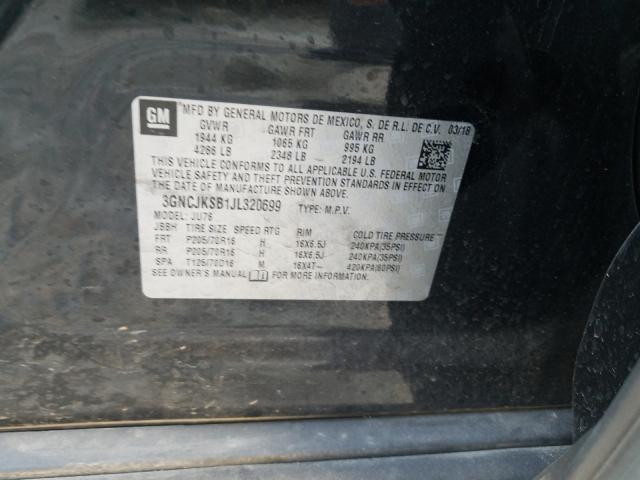 GM
MFD BY GENERAL MOTORS DE MEXICO, S. DE R.L. DE C.V. 03/18
GVWR GAWR FRT GAWR RR
1944 KG 1065 KG 995 KG
4286 LB 2348 LB 2194 LB
THIS VEHICLE CONFORMS TO ALL APPLICABLE U.S. FEDERAL MOTOR
VEHICLE SAFETY, BUMPER, AND THEFT PREVENTION STANDARDS IN EFFECT
ON THE DATE OF MANUFACTURE SHOWN ABOVE.
3GNCJKSB1JL320699 TYPE: M.P.V.
MODEL: JU76
JBBH TIRE SIZE SPEED RTG RIM COLD TIRE PRESSURE
FRT P205/70R16 H 16X6.5J 240KPA(35PSI)
RR P205/70R16 H 16X6.5J 240KPA(35PSI)
SPA T125/70D16 M 16X4T 420KPA(60PSI)
SEE OWNER'S MANUAL FOR MORE INFORMATION.